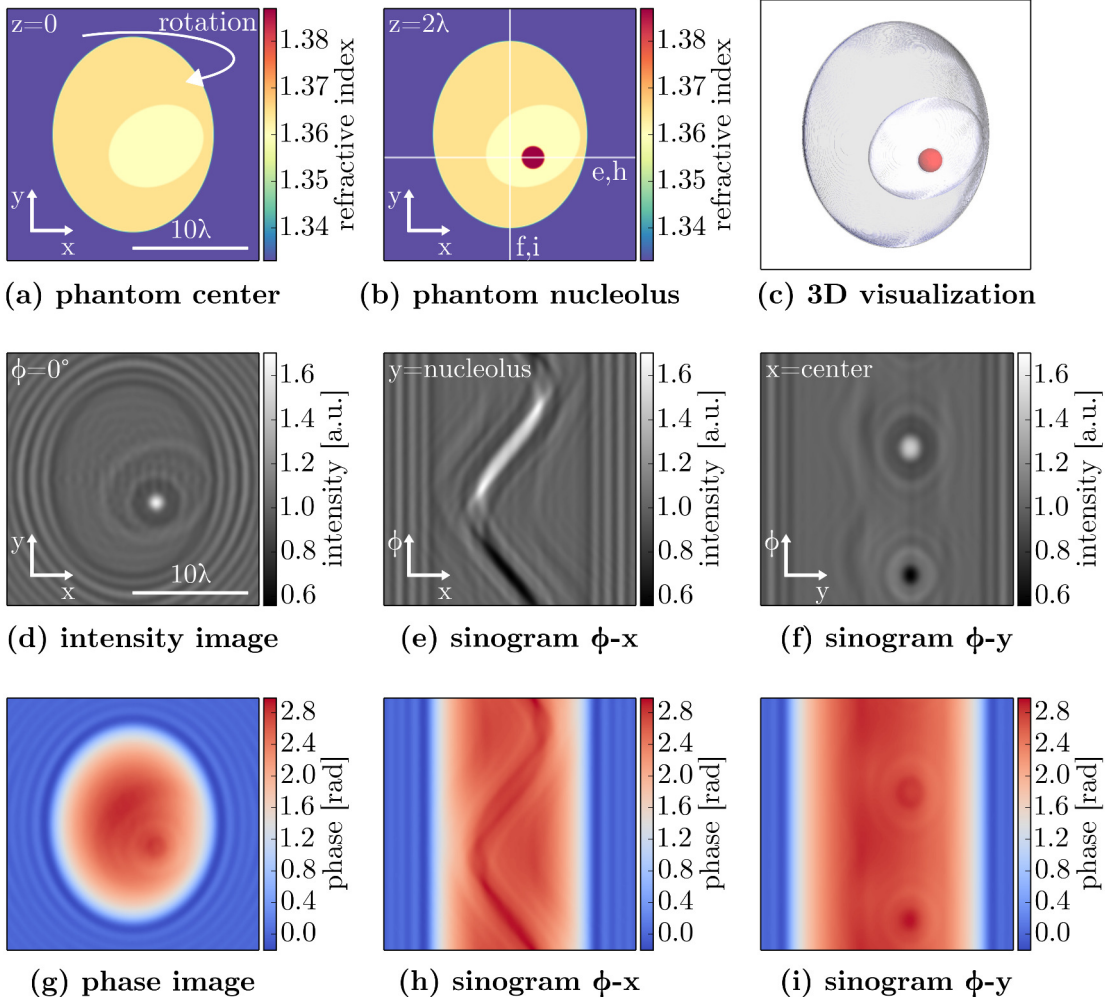 z=0
rotation
y
x
10λ
1.38
1.37
1.36
1.35
1.34
refractive index
(a) phantom center
z=2λ
e,h
f,i
y
x
1.38
1.37
1.36
1.35
1.34
refractive index
(b) phantom nucleolus
(c) 3D visualization
ϕ=0°
y
x
10λ
1.6
1.4
1.2
1.0
0.8
0.6
intensity [a.u.]
(d) intensity image
y=nucleolus
ϕ
x
1.6
1.4
1.2
1.0
0.8
0.6
intensity [a.u.]
(e) sinogram ϕ-x
x=center
ϕ
y
1.6
1.4
1.2
1.0
0.8
0.6
intensity [a.u.]
(f) sinogram ϕ-y
2.8
2.4
2.0
1.6
1.2
0.8
0.4
0.0
phase [rad]
(g) phase image
2.8
2.4
2.0
1.6
1.2
0.8
0.4
0.0
phase [rad]
(h) sinogram ϕ-x
2.8
2.4
2.0
1.6
1.2
0.8
0.4
0.0
phase [rad]
(i) sinogram ϕ-y